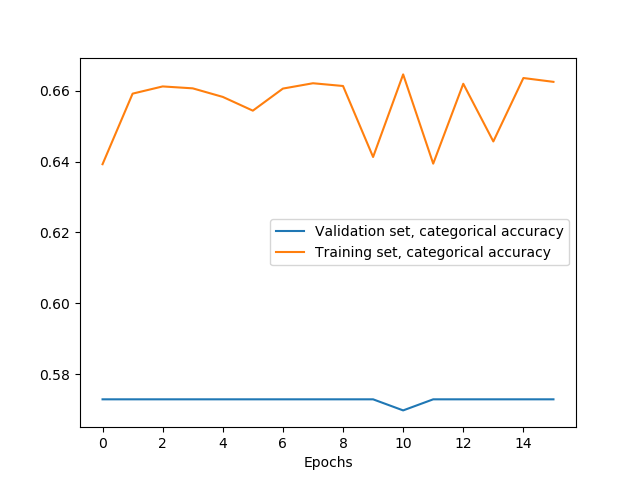 0.66
0.64
0.62
0.60
0.58
Validation set, categorical accuracy
Training set, categorical accuracy
0 2 4 6 8 10 12 14
Epochs